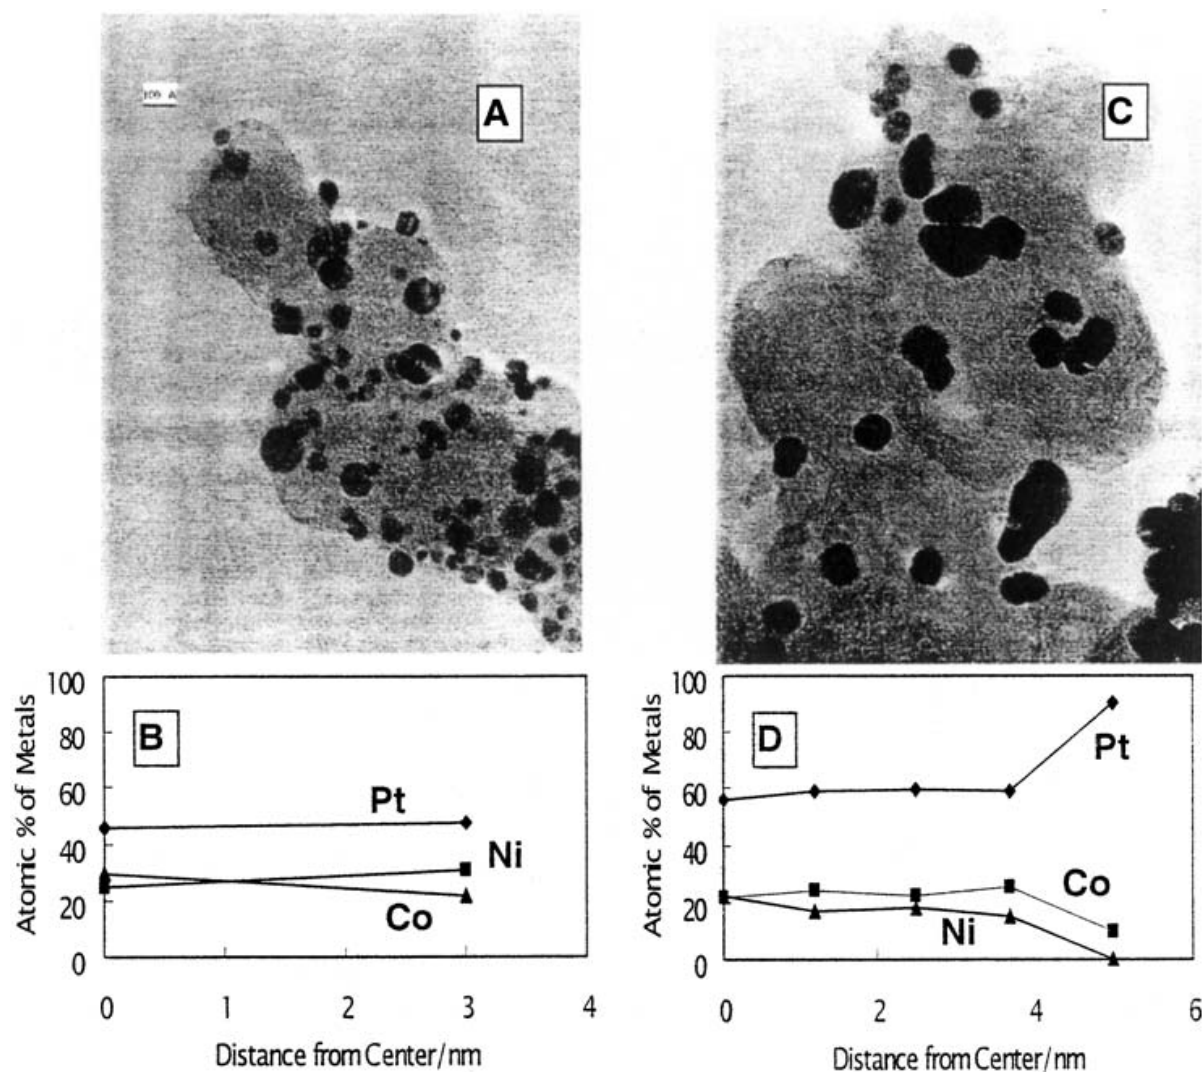 A
C
100 A
100
80
60
40
20
0
Atomic % of Metals
B
Pt
Ni
Co
0
1
2
3
4
Distance from Center/nm
100
80
60
40
20
0
Atomic % of Metals
D
Pt
Co
Ni
0
2
4
6
Distance from Center/nm